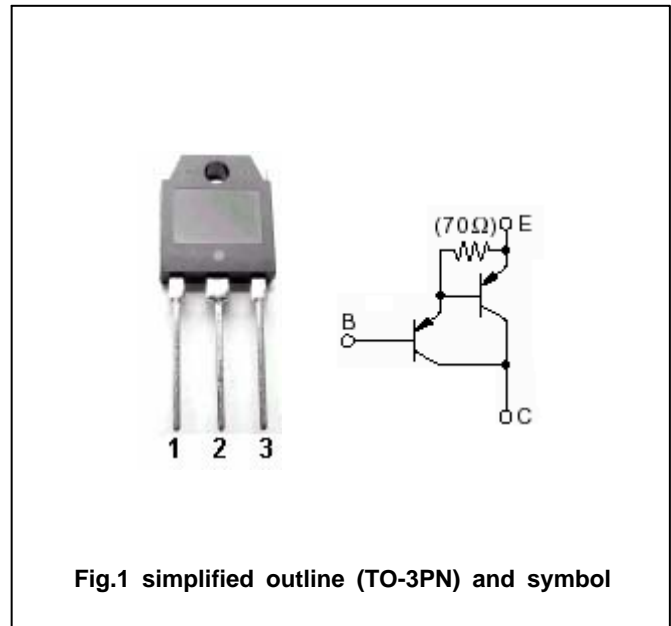 (70Ω) E
B
C
1 2 3
Fig.1 simplified outline (TO-3PN) and symbol